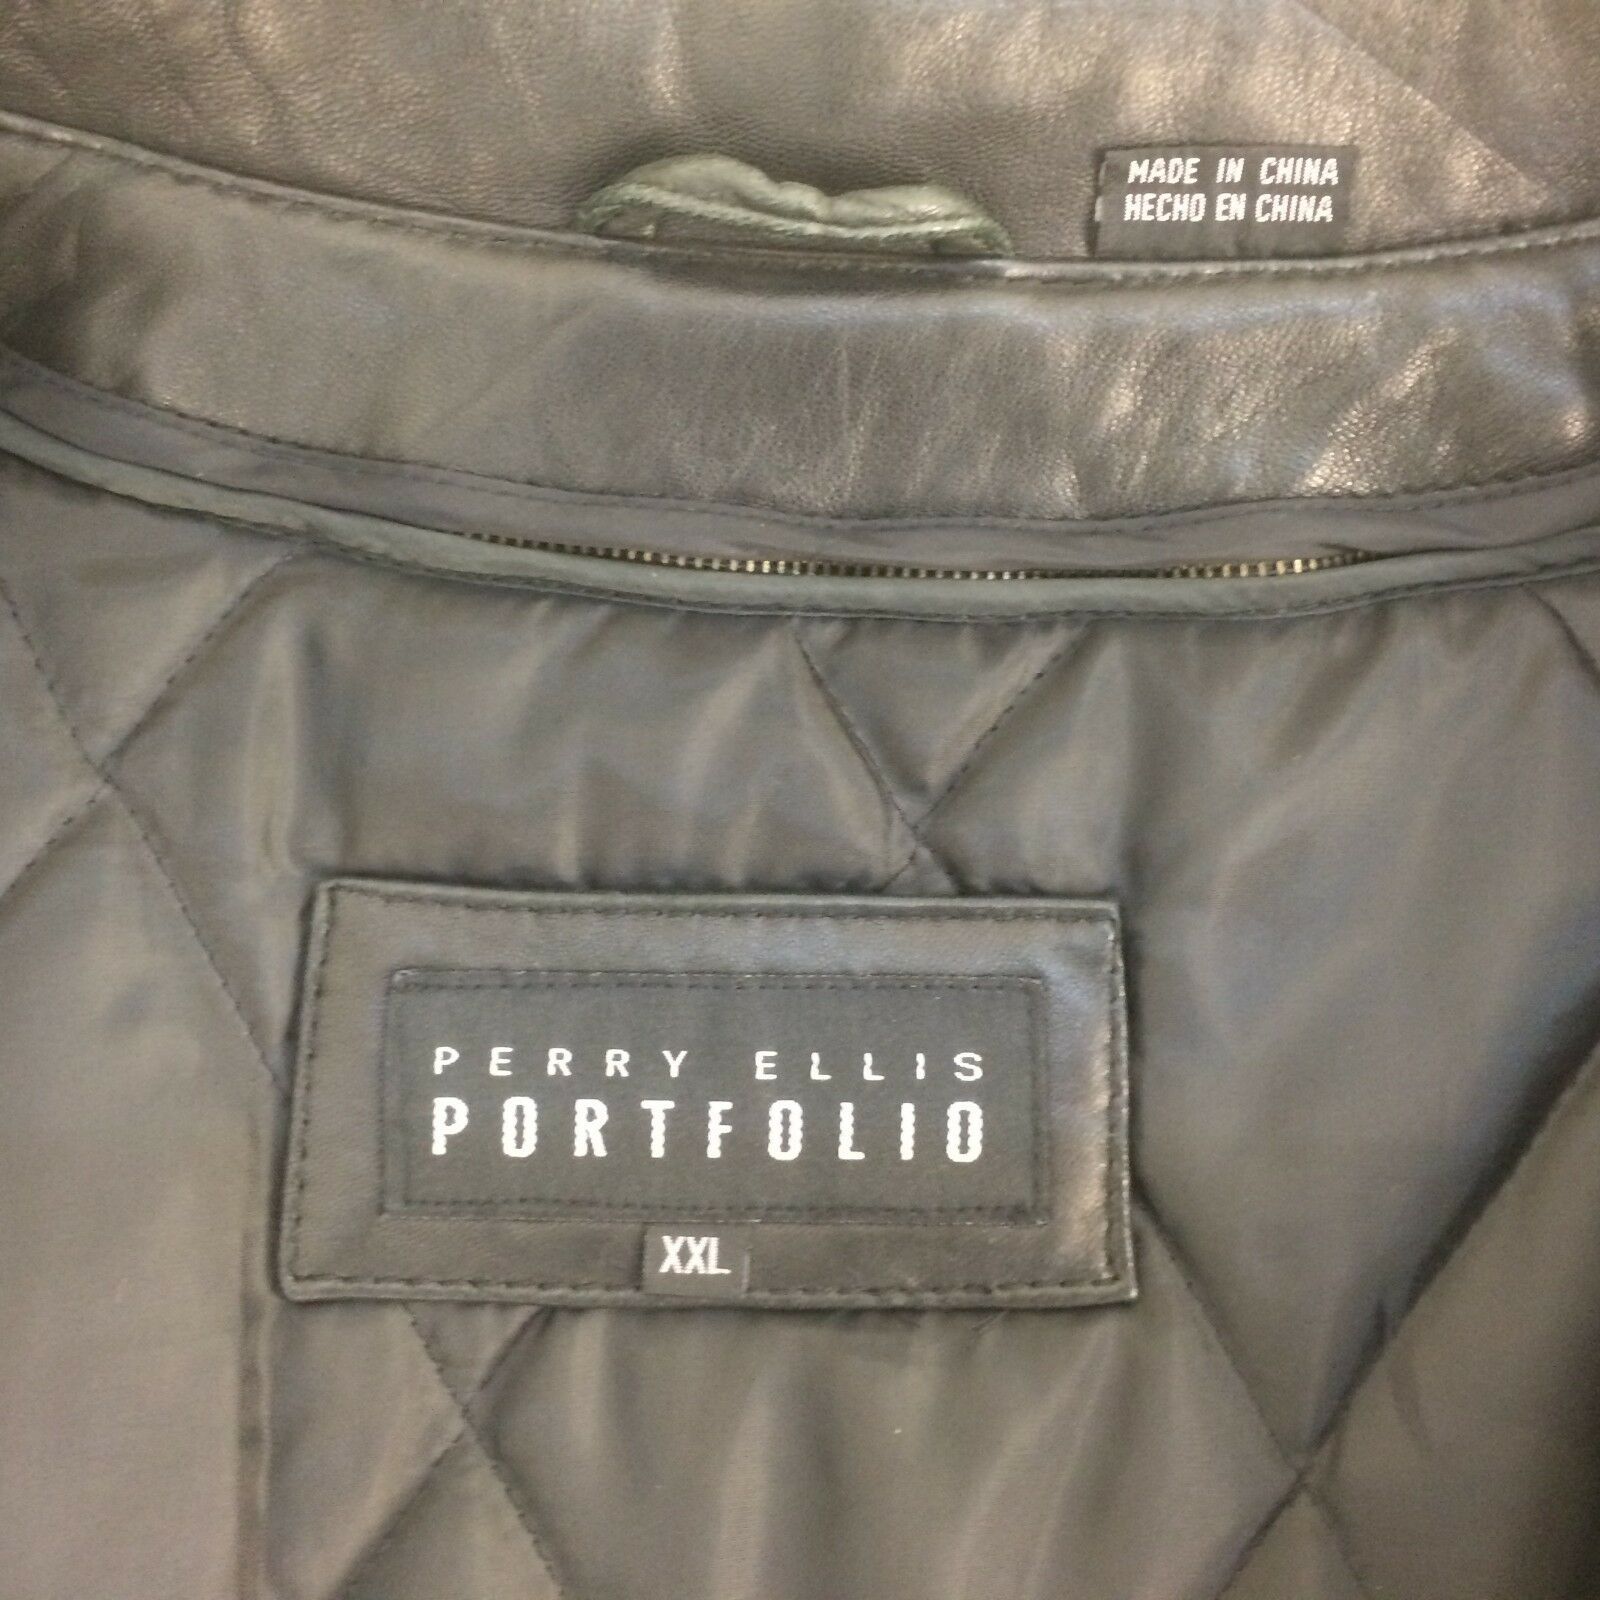 MADE IN CHINA
HECHO EN CHINA
PERRY ELLIS
PORTFOLIO
XXL